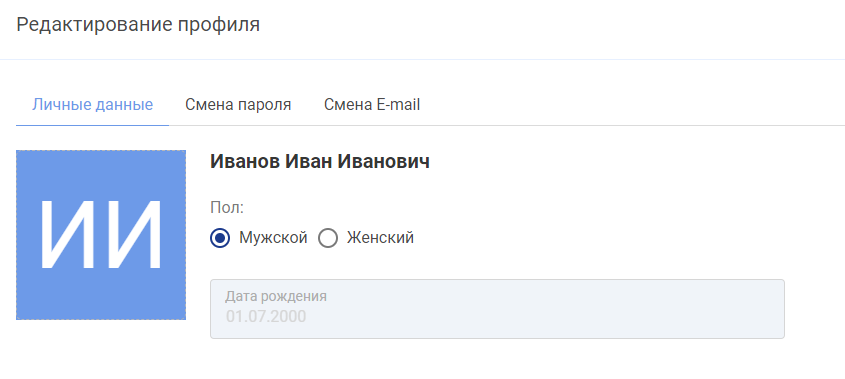 Редактирование профиля
Личные данные Смена пароля Смена E-mail
ИИ
Иванов Иван Иванович
Пол:
Мужской Женский
Дата рождения
01.07.2000